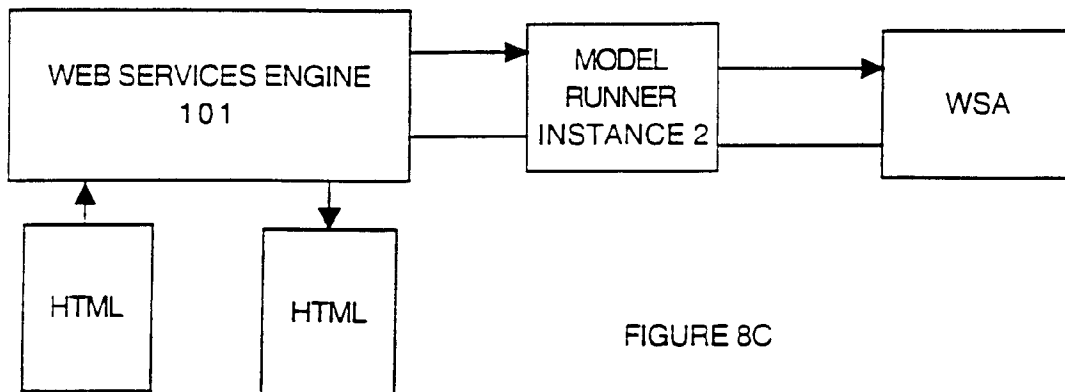 WEB SERVICES ENGINE
101
MODEL
RUNNER
INSTANCE 2
WSA
HTML
HTML
FIGURE 8C